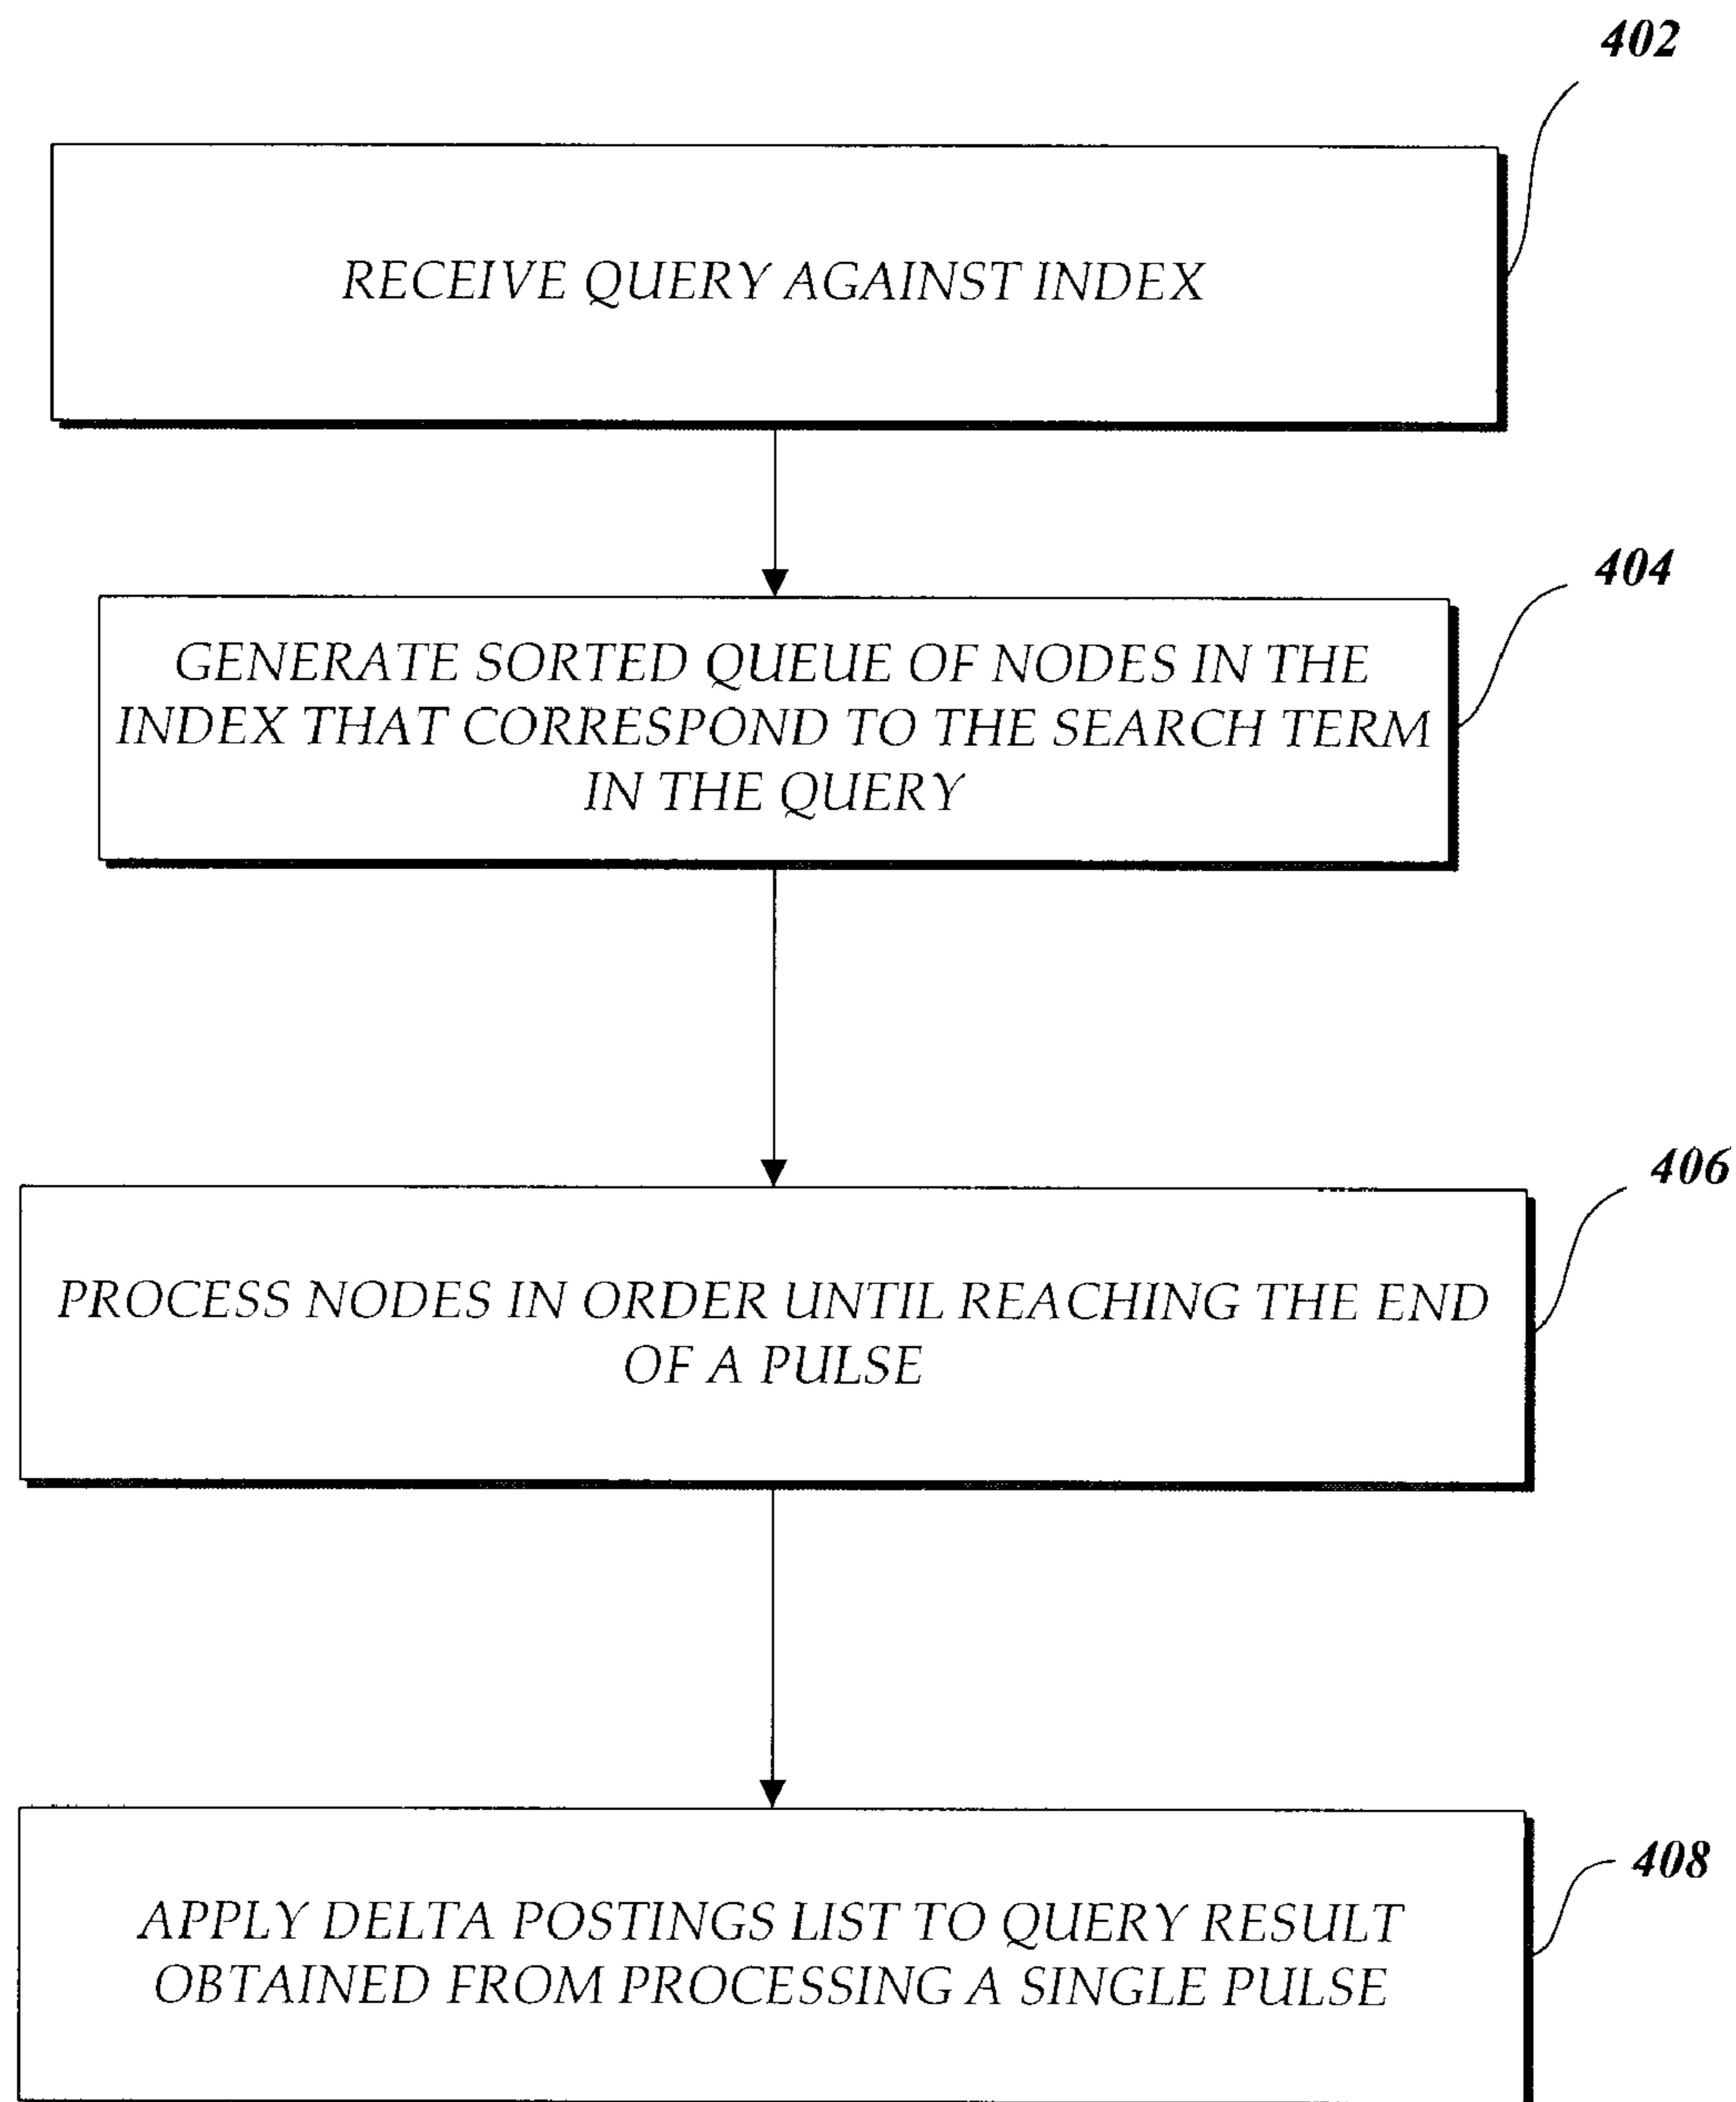 402
RECEIVE QUERY AGAINST INDEX
404
GENERATE SORTED QUEUE OF NODES IN THE
INDEX THAT CORRESPOND TO THE SEARCH TERM
IN THE QUERY
406
PROCESS NODES IN ORDER UNTIL REACHING THE END
OF A PULSE
408
APPLY DELTA POSTINGS LIST TO QUERY RESULT
OBTAINED FROM PROCESSING A SINGLE PULSE